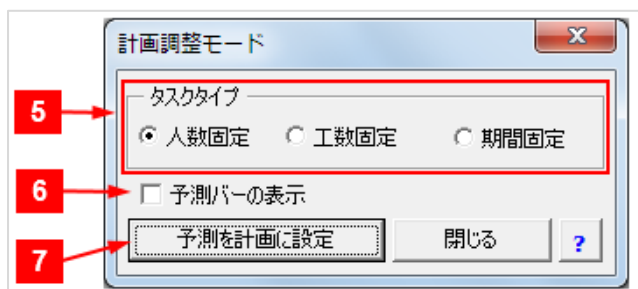 計画調整モード
タスクタイプ
5
人数固定 工数固定 期間固定
6
予測バーの表示
7
予測を計画に設定 閉じる ?